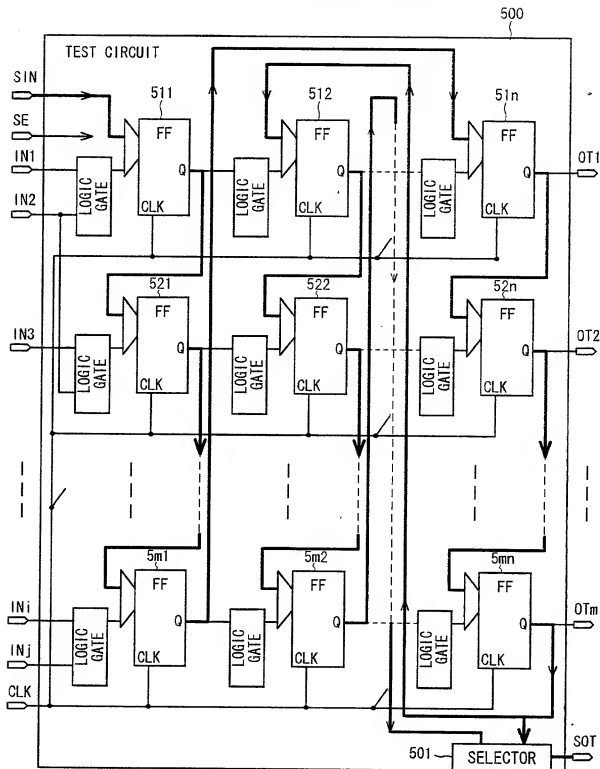 500
TEST CIRCUIT
SIN
SE
IN1
IN2
511
512
51n
LOGIC GATE
FF
Q
CLK
LOGIC GATE
FF
Q
CLK
LOGIC GATE
FF
Q
CLK
OT1
IN3
521
522
52n
LOGIC GATE
FF
Q
CLK
LOGIC GATE
FF
Q
CLK
LOGIC GATE
FF
Q
CLK
OT2
INi
INj
CLK
5m1
5m2
5mn
LOGIC GATE
FF
Q
CLK
LOGIC GATE
FF
Q
CLK
LOGIC GATE
FF
Q
CLK
OTm
501
SELECTOR
SOT